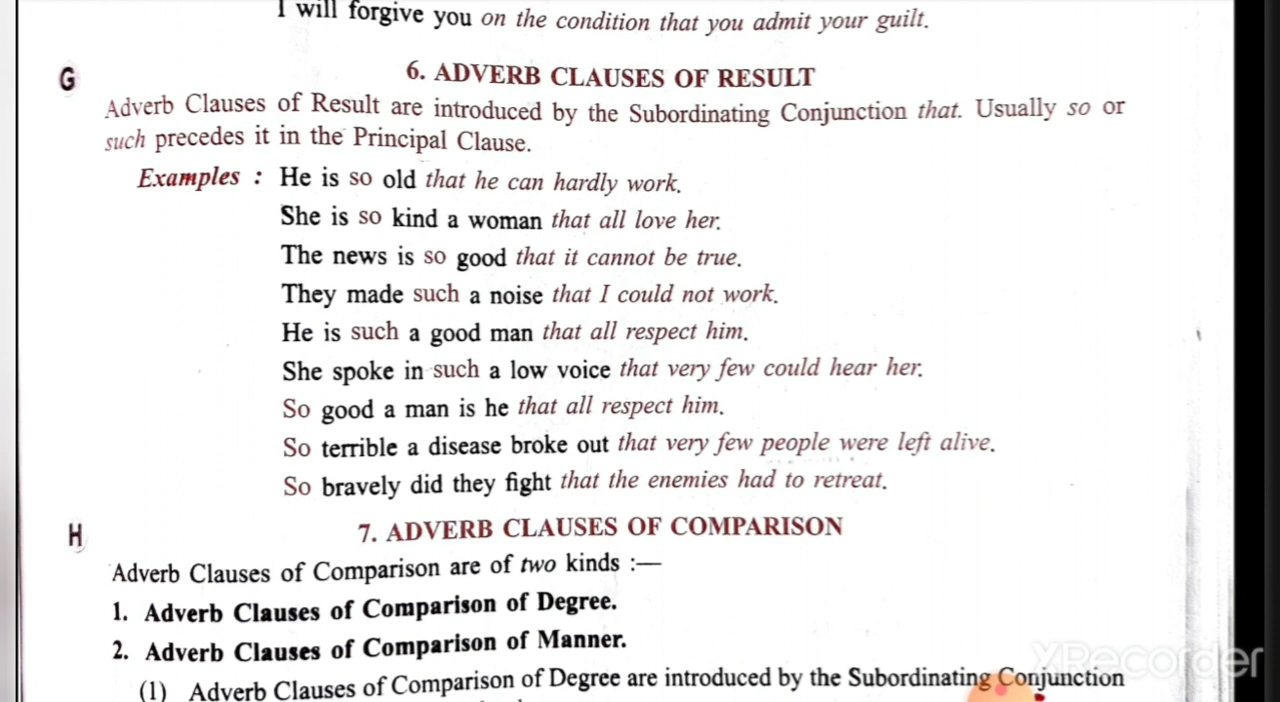 I will forgive you on the condition that you admit your guilt.
G
6. ADVERB CLAUSES OF RESULT
Adverb Clauses of Result are introduced by the Subordinating Conjunction that. Usually so or
such precedes it in the Principal Clause.
Examples : He is so old that he can hardly work.
She is so kind a woman that all love her.
The news is so good that it cannot be true.
They made such a noise that I could not work.
He is such a good man that all respect him.
She spoke in such a low voice that very few could hear her.
So good a man is he that all respect him.
So terrible a disease broke out that very few people were left alive.
So bravely did they fight that the enemies had to retreat.
H
7. ADVERB CLAUSES OF COMPARISON
Adverb Clauses of Comparison are of two kinds :—
1. Adverb Clauses of Comparison of Degree.
2. Adverb Clauses of Comparison of Manner.
(1) Adverb Clauses of Comparison of Degree are introduced by the Subordinating Conjunction
XRecorder